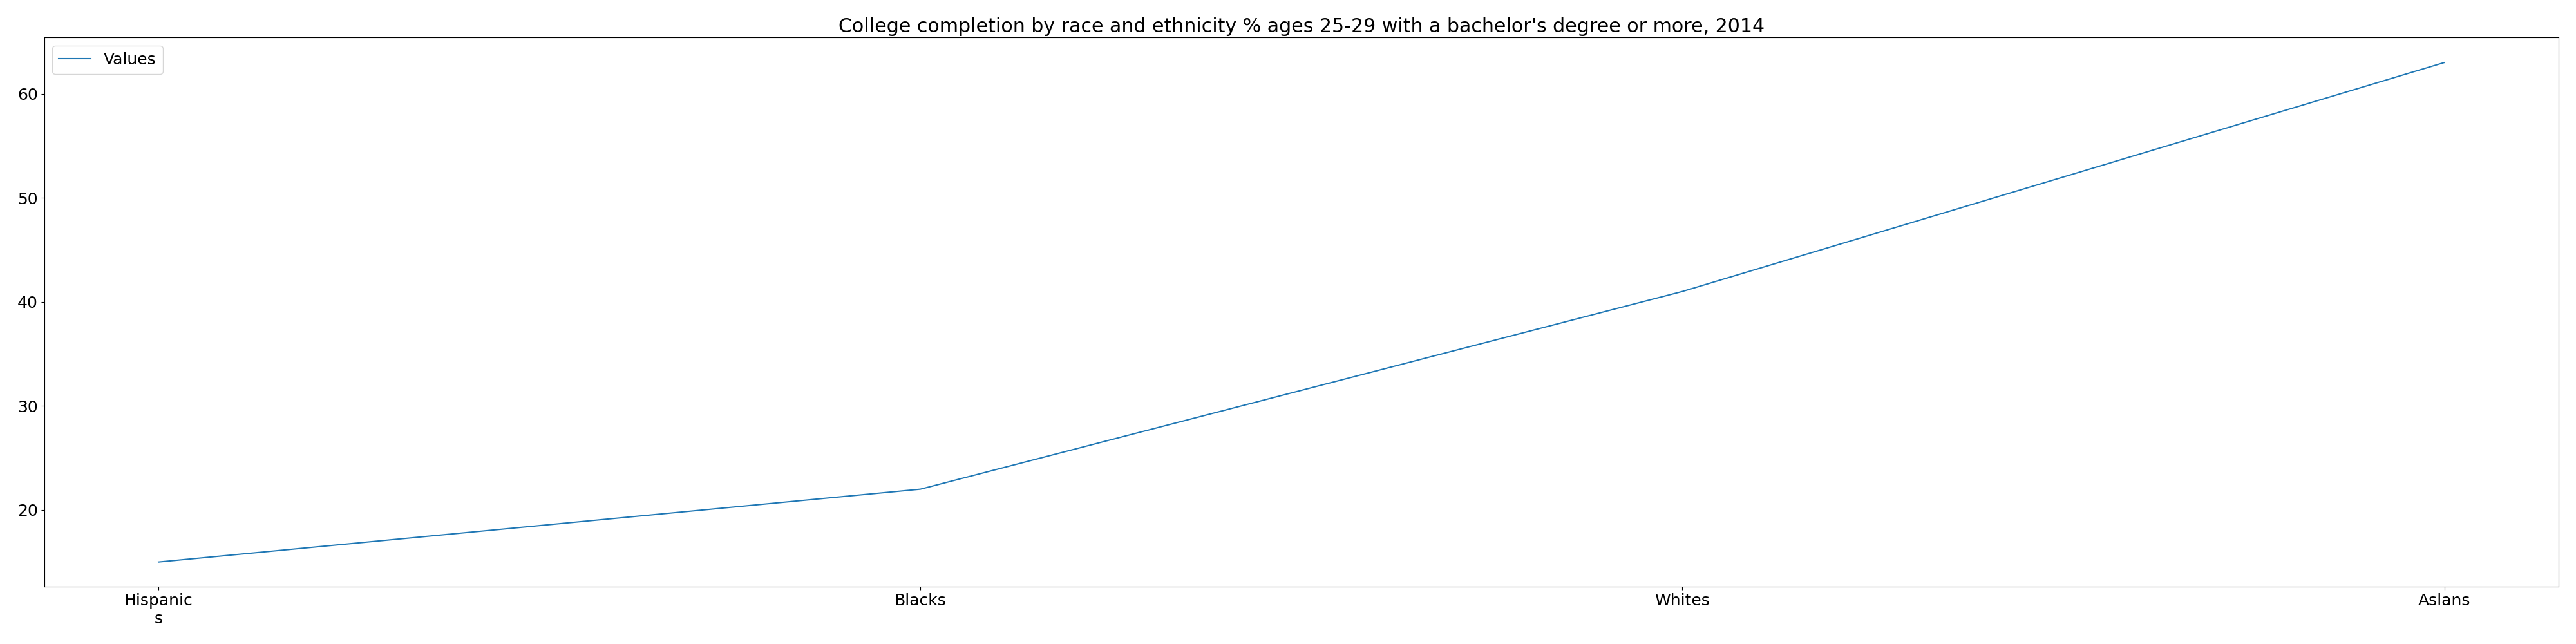 College completion by race and ethnicity % ages 25-29 with a bachelor's degree or more, 2014
Values
60
50
40
30
20
Hispanic
s
Blacks
Whites
Aslans